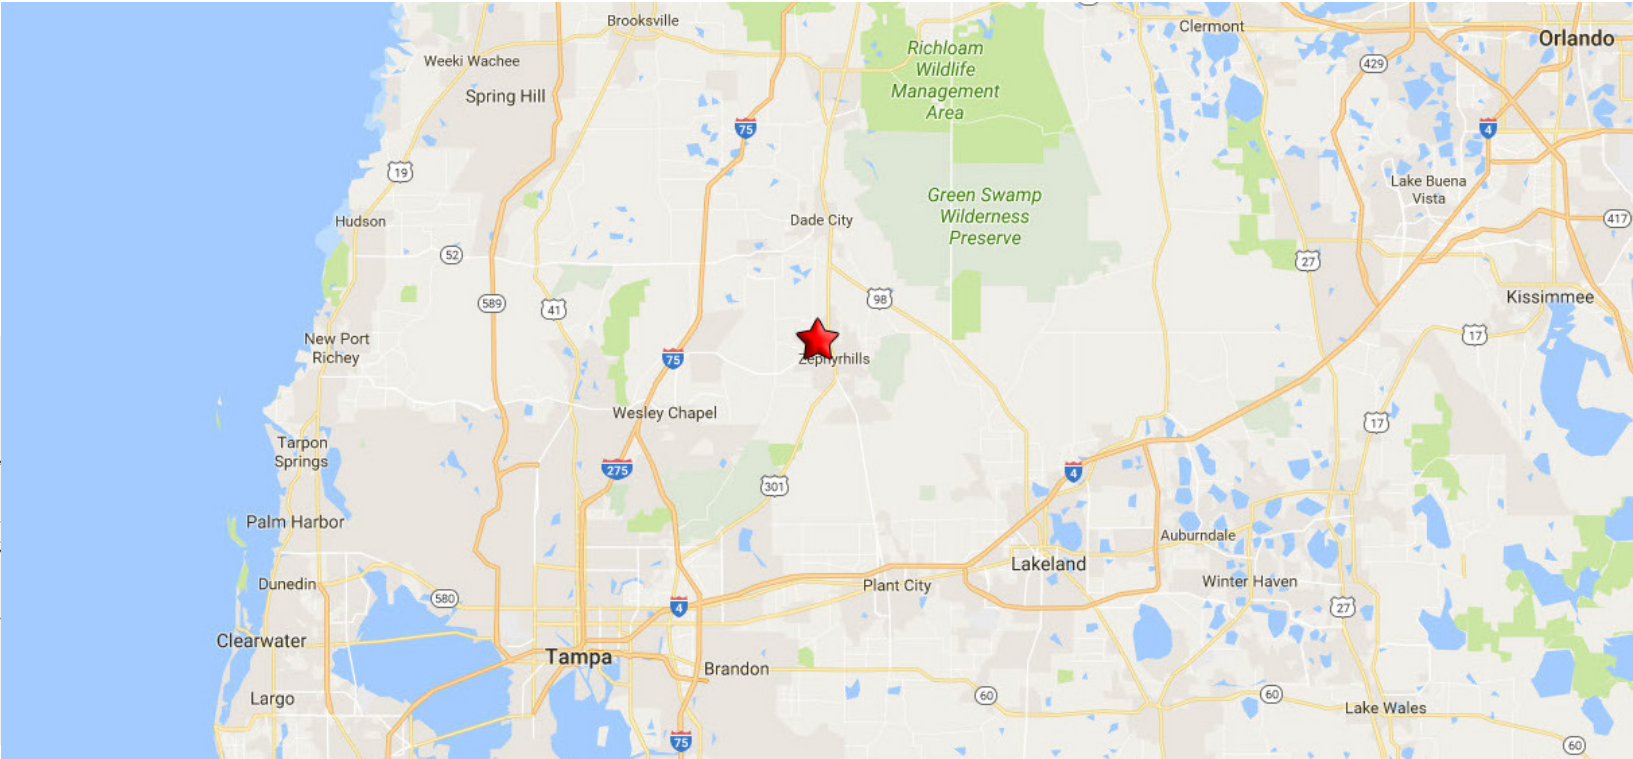 Brooksville
Clermont
Orlando
Weeki Wachee
Richloam
Wildlife
Management
Area
429
Spring Hill
75
4
19
Lake Buena
Vista
Green Swamp
Wilderness
Preserve
Hudson
Dade City
417
52
27
589
41
98
Kissimmee
New Port
Richey
17
75
Zephyrhills
Wesley Chapel
17
Tarpon
Springs
275
4
301
Palm Harbor
Auburndale
Lakeland
Dunedin
Plant City
Winter Haven
580
4
27
Clearwater
Tampa
Brandon
Largo
60
60
Lake Wales
75
60